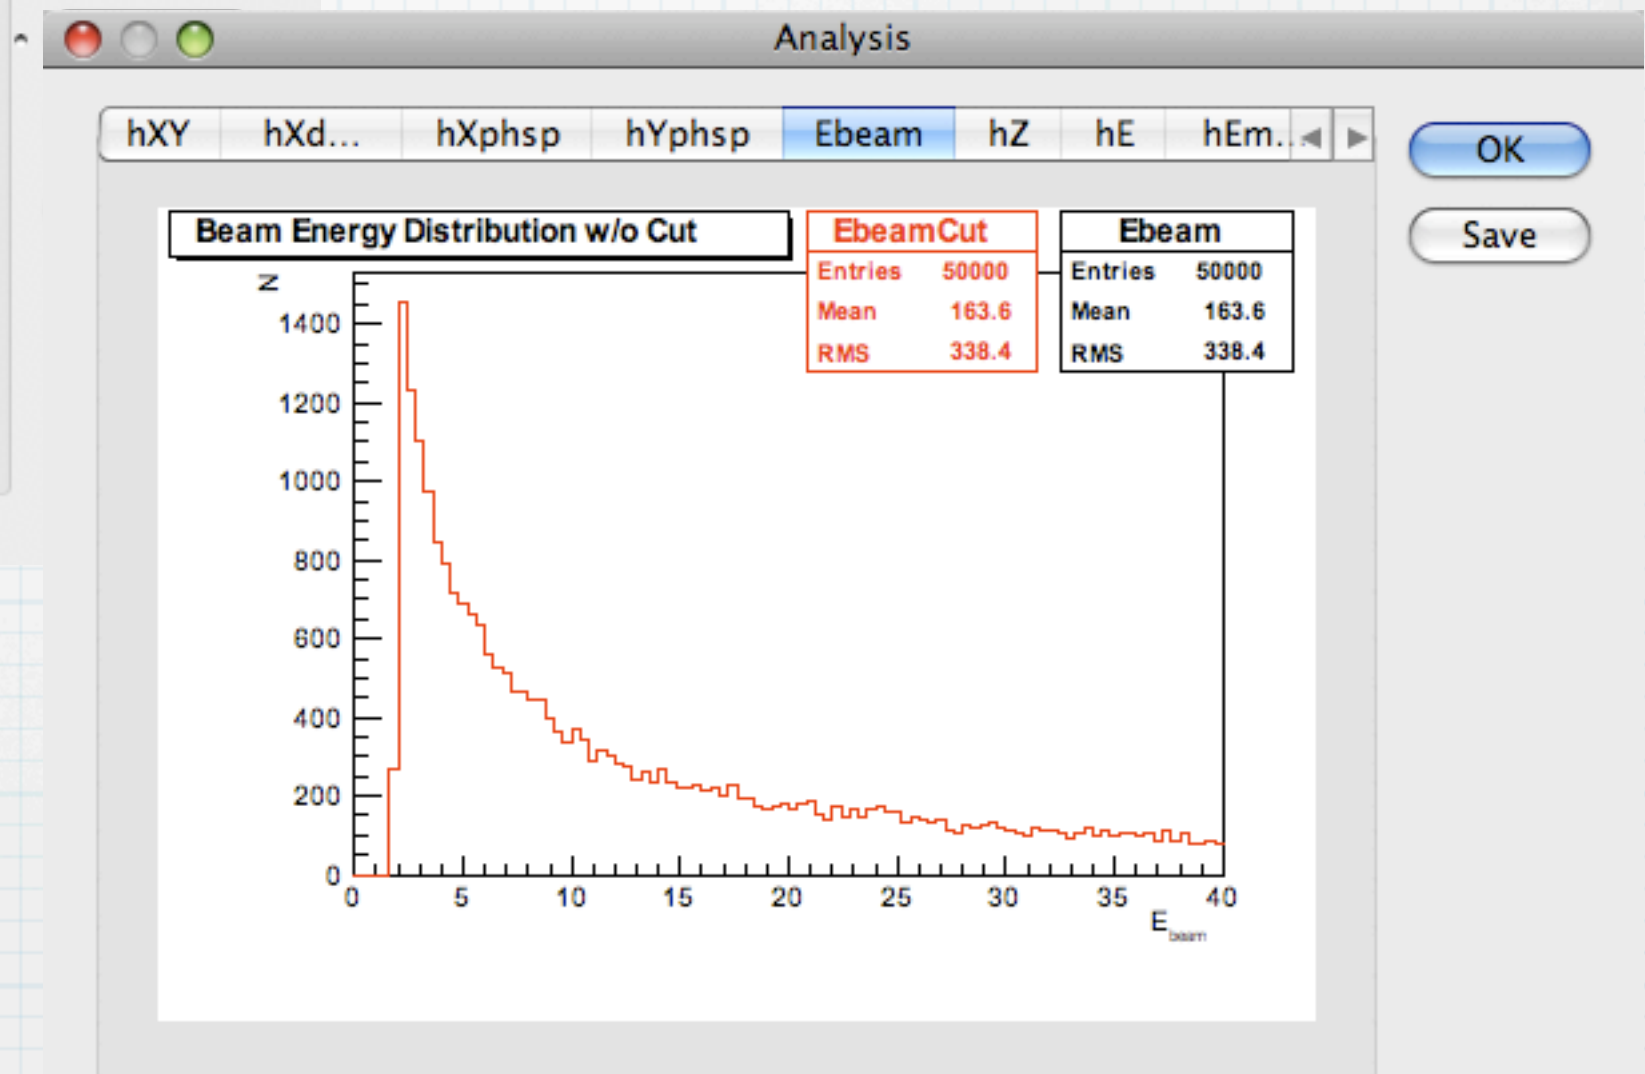 Analysis
hXY hXd... hXphsp hYphsp Ebeam hZ hE hEm...
OK
Save
Beam Energy Distribution w/o Cut
EbeamCut
Entries 50000
Mean 163.6
RMS 338.4
Ebeam
Entries 50000
Mean 163.6
RMS 338.4
N
1400
1200
1000
800
600
400
200
0
0 5 10 15 20 25 30 35 40
E beam